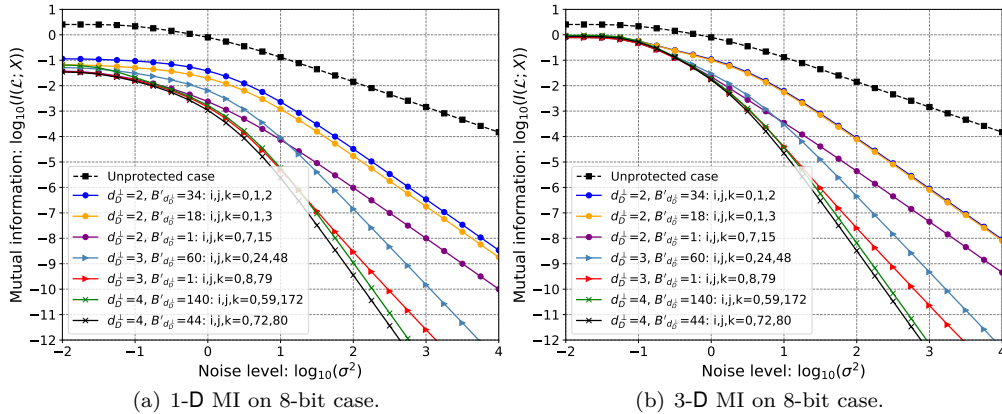 Mutual information: log₁₀(I(ℒ; X))
1
0
−1
−2
−3
−4
−5
−6
−7
−8
−9
−10
−11
−12
Unprotected case
d⊥D=2, B'd⊥D=34: i,j,k=0,1,2
d⊥D=2, B'd⊥D=18: i,j,k=0,1,3
d⊥D=2, B'd⊥D=1: i,j,k=0,7,15
d⊥D=3, B'd⊥D=60: i,j,k=0,24,48
d⊥D=3, B'd⊥D=1: i,j,k=0,8,79
d⊥D=4, B'd⊥D=140: i,j,k=0,59,172
d⊥D=4, B'd⊥D=44: i,j,k=0,72,80
−2 −1 0 1 2 3 4
Noise level: log₁₀(σ²)
(a) 1-D MI on 8-bit case.
Mutual information: log₁₀(I(ℒ; X))
1
0
−1
−2
−3
−4
−5
−6
−7
−8
−9
−10
−11
−12
Unprotected case
d⊥D=2, B'd⊥D=34: i,j,k=0,1,2
d⊥D=2, B'd⊥D=18: i,j,k=0,1,3
d⊥D=2, B'd⊥D=1: i,j,k=0,7,15
d⊥D=3, B'd⊥D=60: i,j,k=0,24,48
d⊥D=3, B'd⊥D=1: i,j,k=0,8,79
d⊥D=4, B'd⊥D=140: i,j,k=0,59,172
d⊥D=4, B'd⊥D=44: i,j,k=0,72,80
−2 −1 0 1 2 3 4
Noise level: log₁₀(σ²)
(b) 3-D MI on 8-bit case.